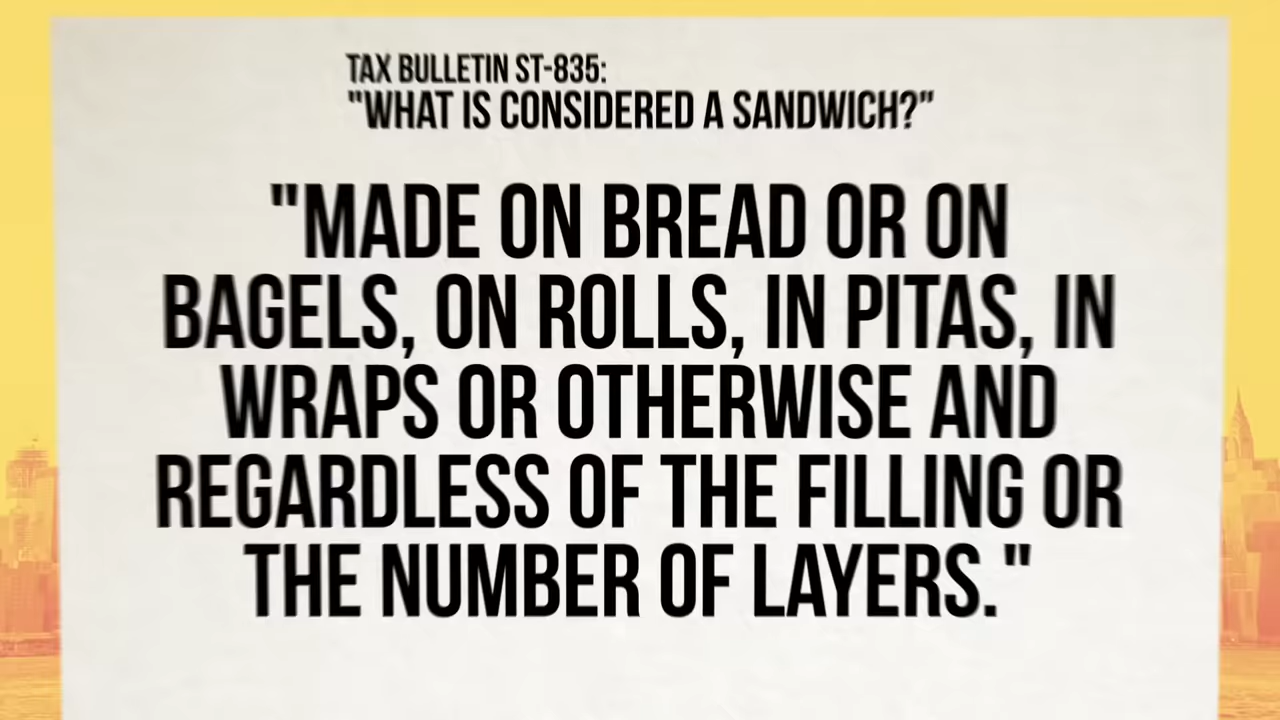 TAX BULLETIN ST-835:
"WHAT IS CONSIDERED A SANDWICH?"
"MADE ON BREAD OR ON
BAGELS, ON ROLLS, IN PITAS, IN
WRAPS OR OTHERWISE AND
REGARDLESS OF THE FILLING OR
THE NUMBER OF LAYERS."